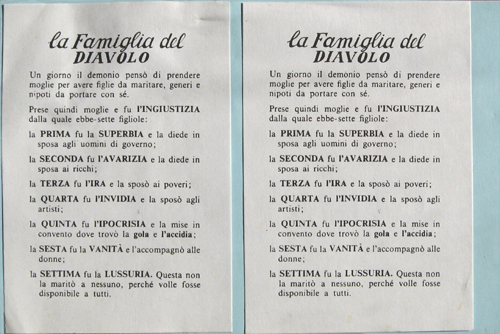 la Famiglia del
DIAVOLO
Un giorno il demonio pensò di prendere
moglie per avere figlie da maritare, generi e
nipoti da portare con sé.
Prese quindi moglie e fu l'INGIUSTIZIA
dalla quale ebbe-sette figliole:
la PRIMA fu la SUPERBIA e la diede in
sposa agli uomini di governo;
la SECONDA fu l'AVARIZIA e la diede in
sposa ai ricchi;
la TERZA fu l'IRA e la sposò ai poveri;
la QUARTA fu l'INVIDIA e la sposò agli
artisti;
la QUINTA fu l'IPOCRISIA e la mise in
convento dove trovò la gola e l'accidia;
la SESTA fu la VANITÀ e l'accompagnò alle
donne;
la SETTIMA fu la LUSSURIA. Questa non
la maritò a nessuno, perché volle fosse
disponibile a tutti.
la Famiglia del
DIAVOLO
Un giorno il demonio pensò di prendere
moglie per avere figlie da maritare, generi e
nipoti da portare con sé.
Prese quindi moglie e fu l'INGIUSTIZIA
dalla quale ebbe-sette figliole:
la PRIMA fu la SUPERBIA e la diede in
sposa agli uomini di governo;
la SECONDA fu l'AVARIZIA e la diede in
sposa ai ricchi;
la TERZA fu l'IRA e la sposò ai poveri;
la QUARTA fu l'INVIDIA e la sposò agli
artisti;
la QUINTA fu l'IPOCRISIA e la mise in
convento dove trovò la gola e l'accidia;
la SESTA fu la VANITÀ e l'accompagnò alle
donne;
la SETTIMA fu la LUSSURIA. Questa non
la maritò a nessuno, perché volle fosse
disponibile a tutti.